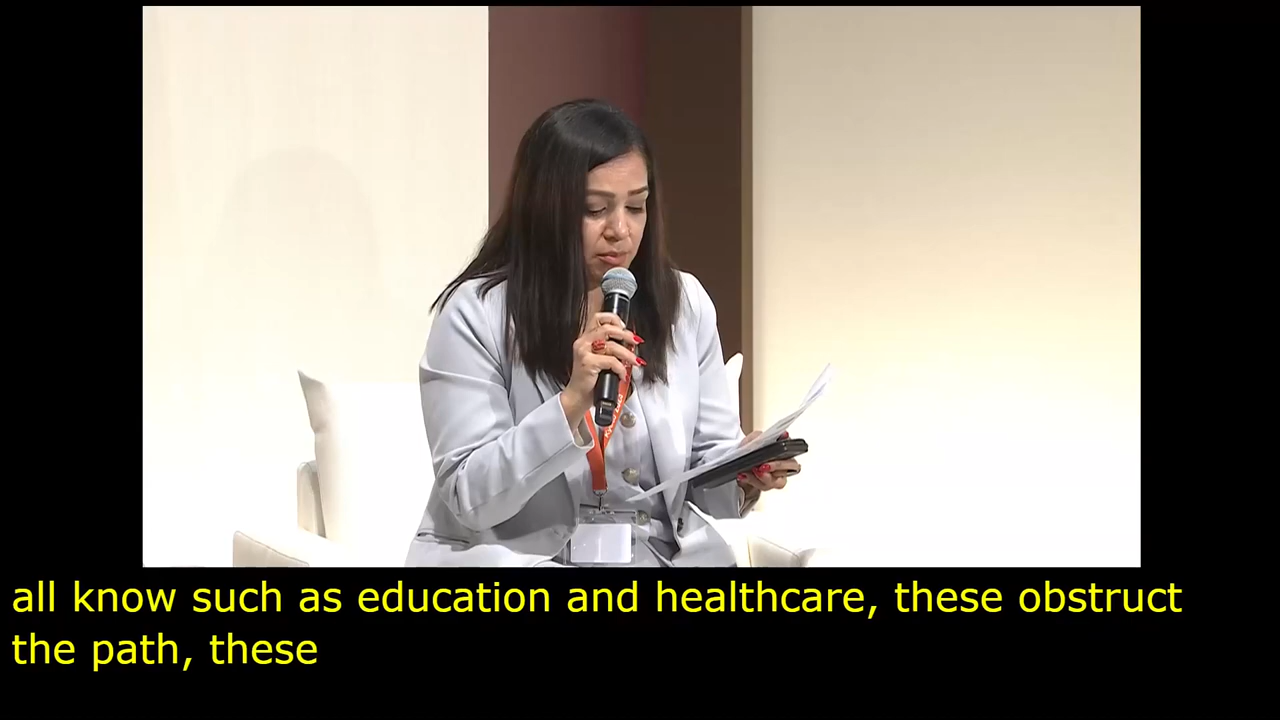 all know such as education and healthcare, these obstruct
the path, these